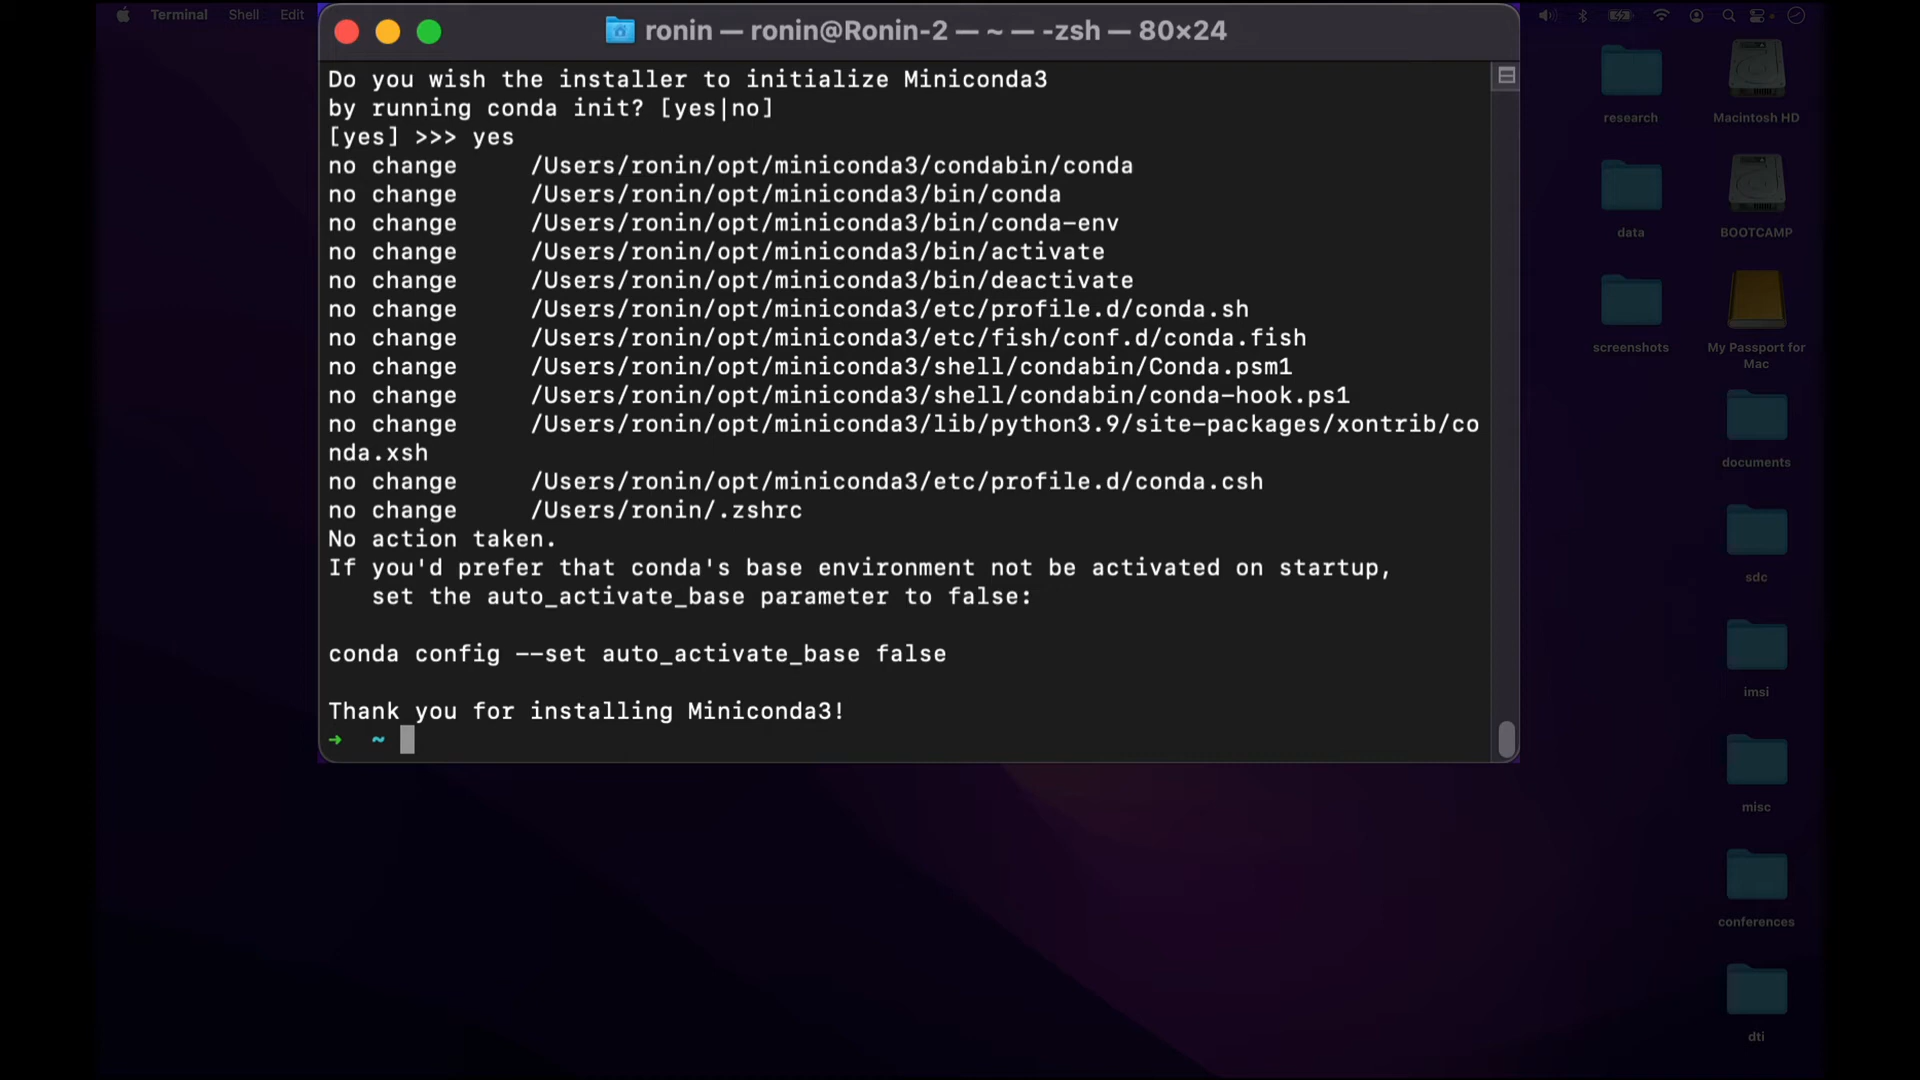 Terminal Shell Edit
ronin — ronin@Ronin-2 — ~ — -zsh — 80×24
Do you wish the installer to initialize Miniconda3
by running conda init? [yes|no]
[yes] >>> yes
no change     /Users/ronin/opt/miniconda3/condabin/conda
no change     /Users/ronin/opt/miniconda3/bin/conda
no change     /Users/ronin/opt/miniconda3/bin/conda-env
no change     /Users/ronin/opt/miniconda3/bin/activate
no change     /Users/ronin/opt/miniconda3/bin/deactivate
no change     /Users/ronin/opt/miniconda3/etc/profile.d/conda.sh
no change     /Users/ronin/opt/miniconda3/etc/fish/conf.d/conda.fish
no change     /Users/ronin/opt/miniconda3/shell/condabin/Conda.psm1
no change     /Users/ronin/opt/miniconda3/shell/condabin/conda-hook.ps1
no change     /Users/ronin/opt/miniconda3/lib/python3.9/site-packages/xontrib/co
nda.xsh
no change     /Users/ronin/opt/miniconda3/etc/profile.d/conda.csh
no change     /Users/ronin/.zshrc
No action taken.
If you'd prefer that conda's base environment not be activated on startup,
   set the auto_activate_base parameter to false:
conda config --set auto_activate_base false
Thank you for installing Miniconda3!
➜  ~
research
Macintosh HD
data
BOOTCAMP
screenshots
My Passport for
Mac
documents
sdc
imsi
misc
conferences
dti